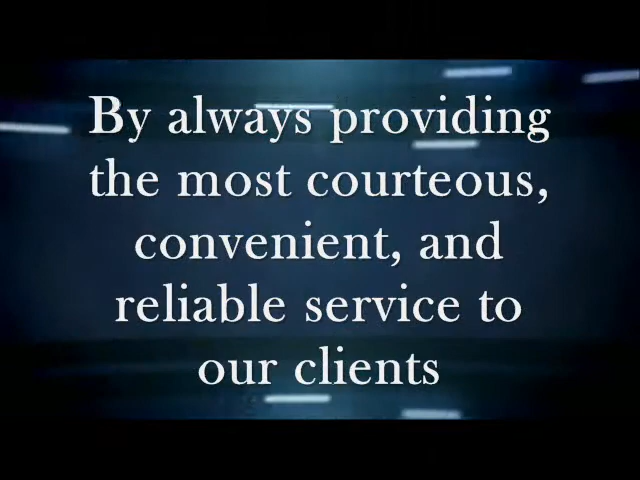 By always providing
the most courteous,
convenient, and
reliable service to
our clients